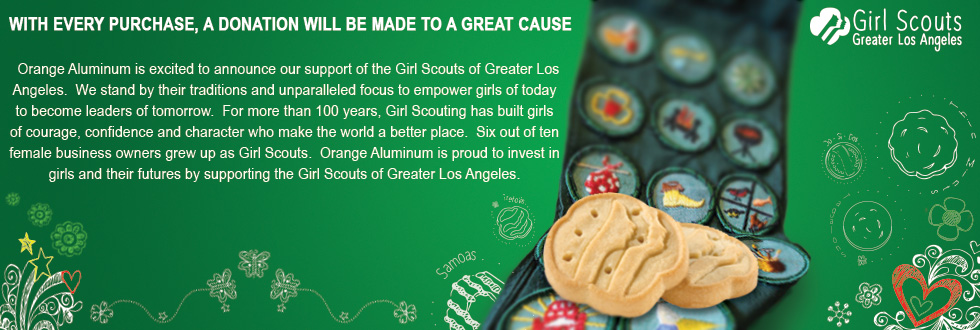 WITH EVERY PURCHASE, A DONATION WILL BE MADE TO A GREAT CAUSE
Orange Aluminum is excited to announce our support of the Girl Scouts of Greater Los
Angeles. We stand by their traditions and unparalleled focus to empower girls of today
to become leaders of tomorrow. For more than 100 years, Girl Scouting has built girls
of courage, confidence and character who make the world a better place. Six out of ten
female business owners grew up as Girl Scouts. Orange Aluminum is proud to invest in
girls and their futures by supporting the Girl Scouts of Greater Los Angeles.
Girl Scouts
Greater Los Angeles
Samoas